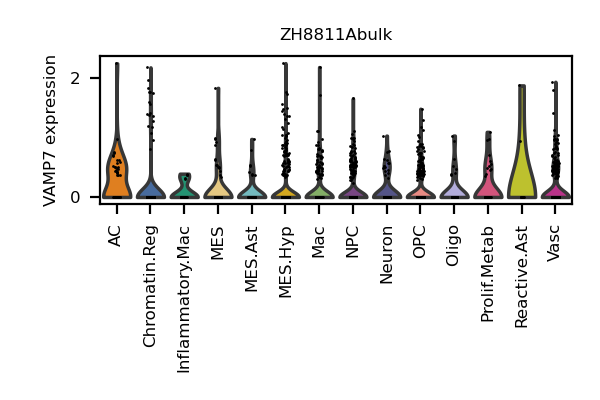 ZH8811Abulk
VAMP7 expression
2
0
AC
Chromatin.Reg
Inflammatory.Mac
MES
MES.Ast
MES.Hyp
Mac
NPC
Neuron
OPC
Oligo
Prolif.Metab
Reactive.Ast
Vasc